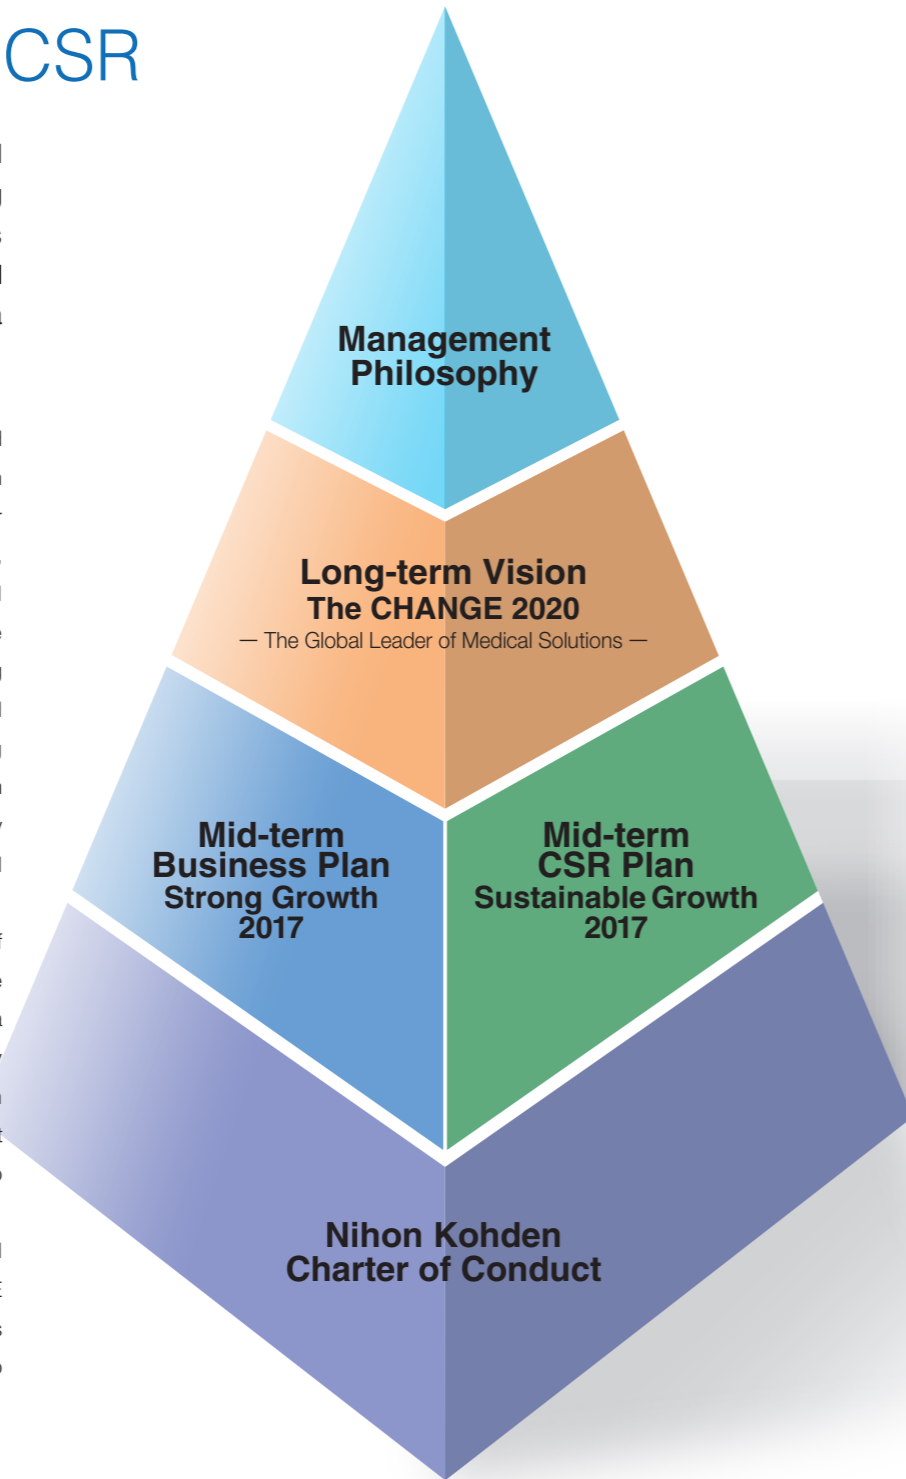 CSR
Management
Philosophy
Long-term Vision
The CHANGE 2020
— The Global Leader of Medical Solutions —
Mid-term
Business Plan
Strong Growth
2017
Mid-term
CSR Plan
Sustainable Growth
2017
Nihon Kohden
Charter of Conduct